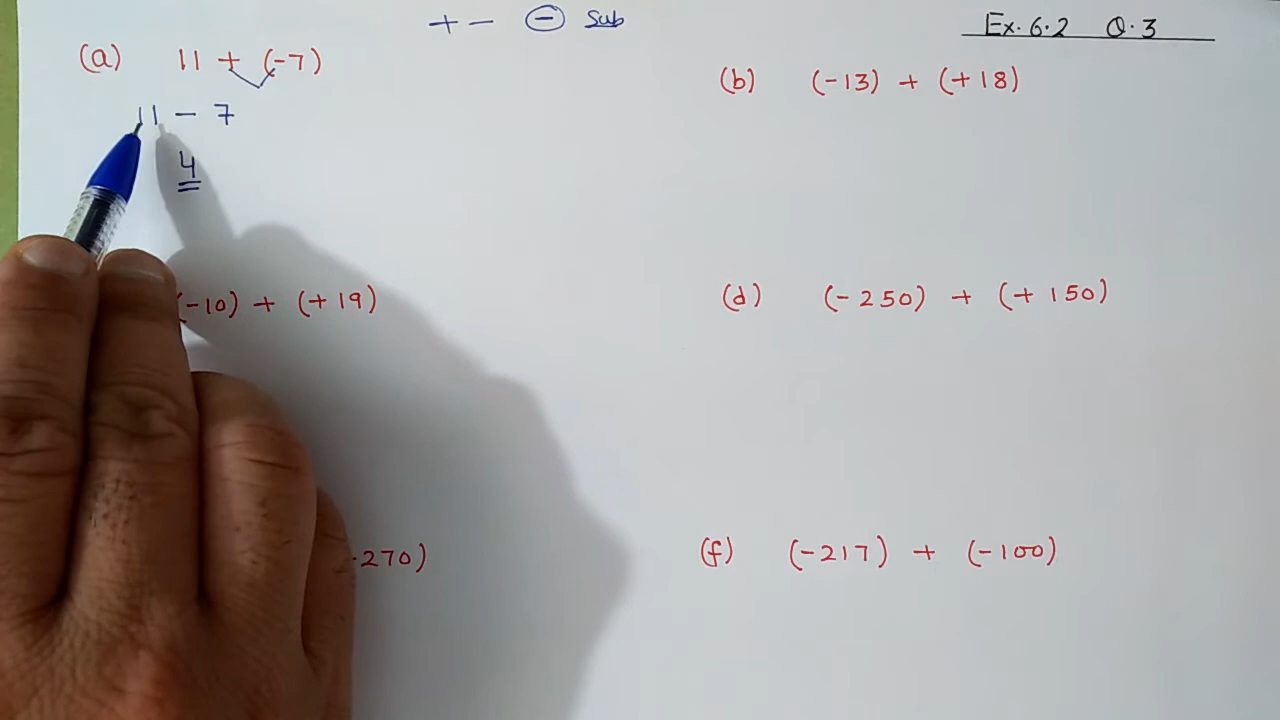 + - ⊖ Sub
Ex. 6.2 Q.3
(a) 11 + (-7)
11 - 7
4
(b) (-13) + (+18)
(-10) + (+19)
(d) (-250) + (+150)
-270)
(f) (-217) + (-100)